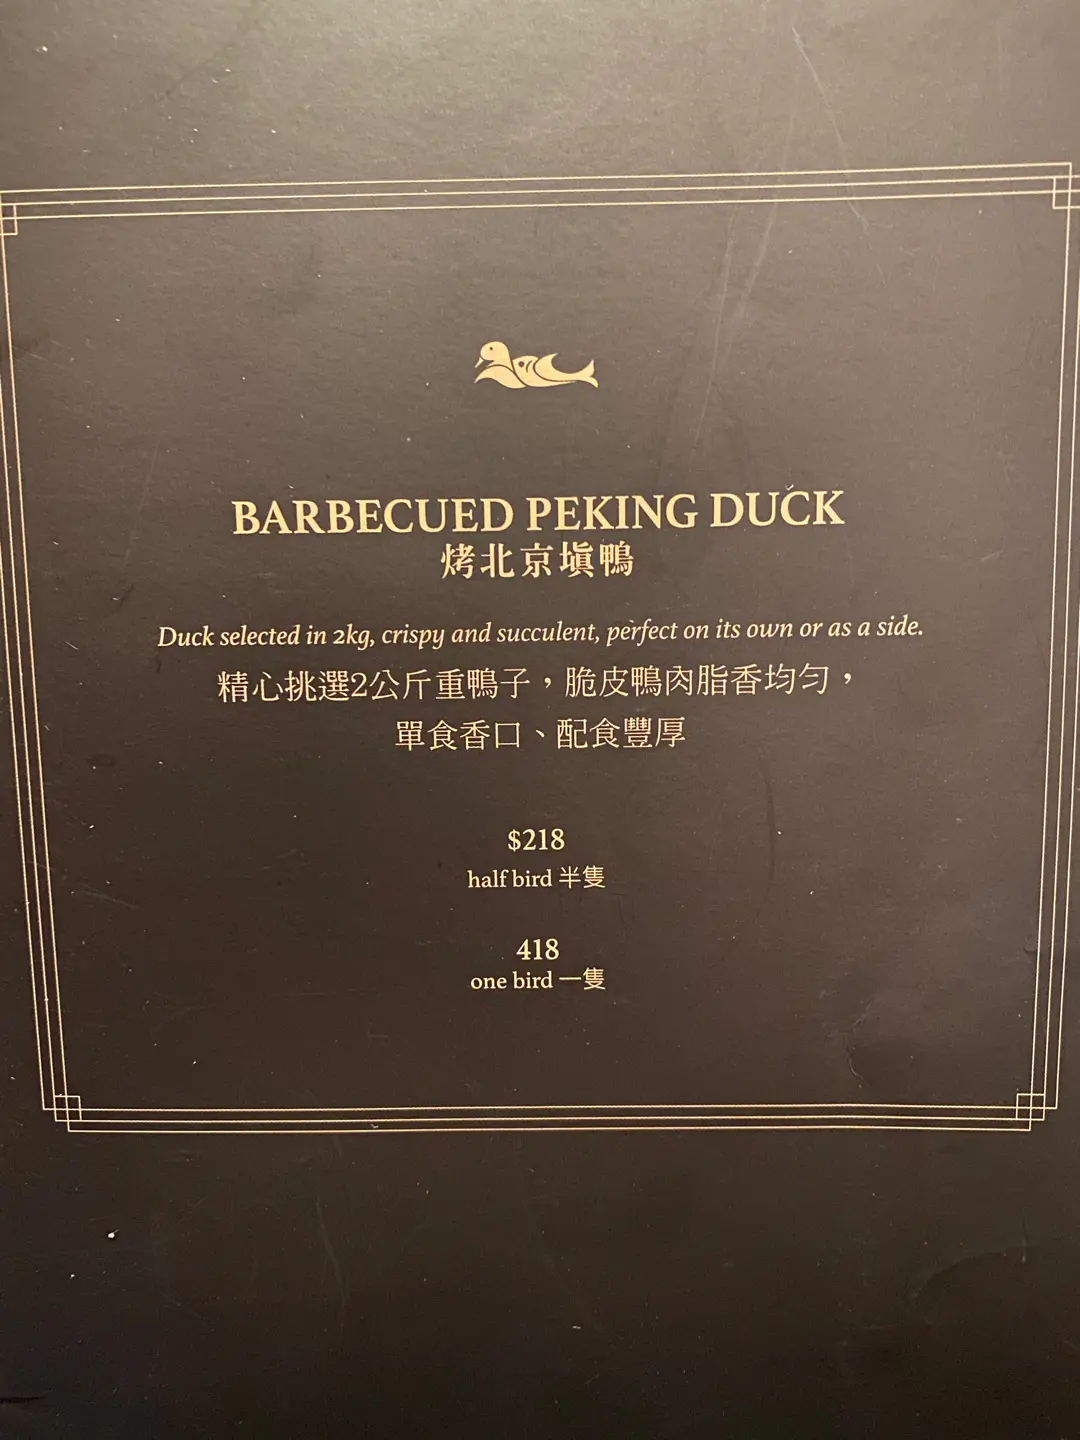 BARBECUED PEKING DUCK
烤北京填鴨
Duck selected in 2kg, crispy and succulent, perfect on its own or as a side.
精心挑選2公斤重鴨子，脆皮鴨肉脂香均勻，
單食香口、配食豐厚
$218
half bird 半隻
418
one bird 一隻